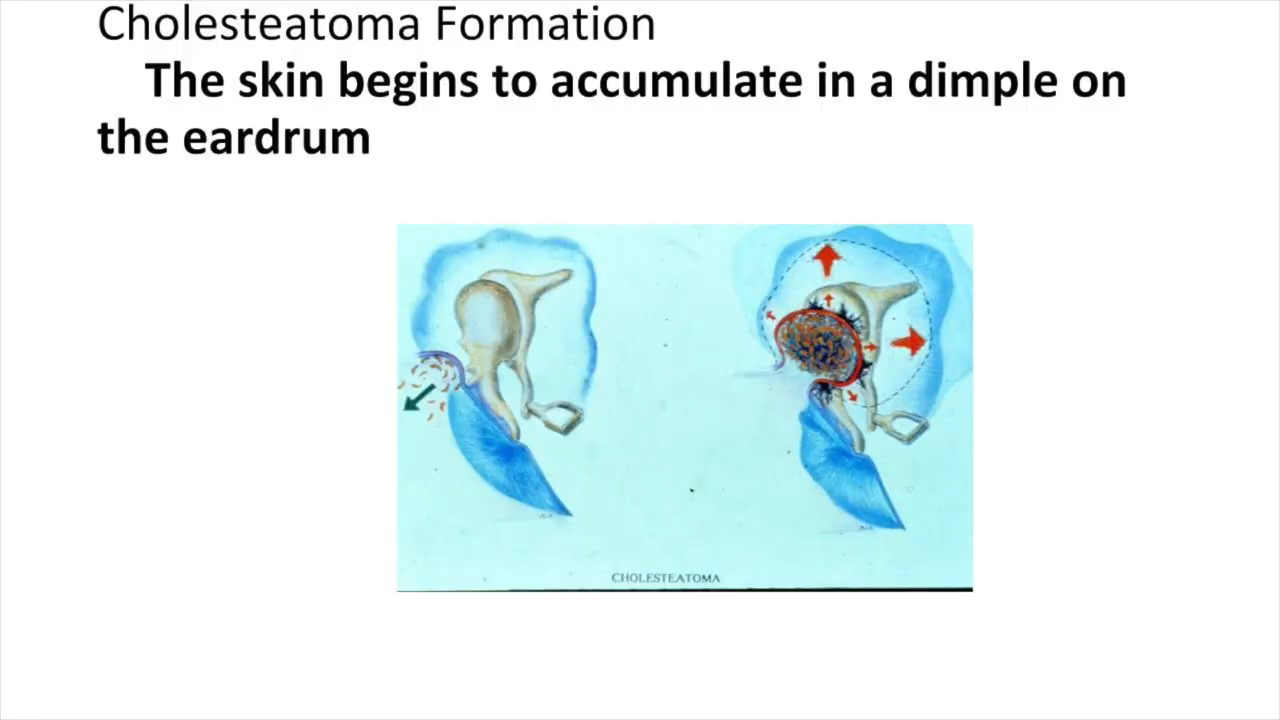 Cholesteatoma Formation
The skin begins to accumulate in a dimple on
the eardrum
CHOLESTEATOMA